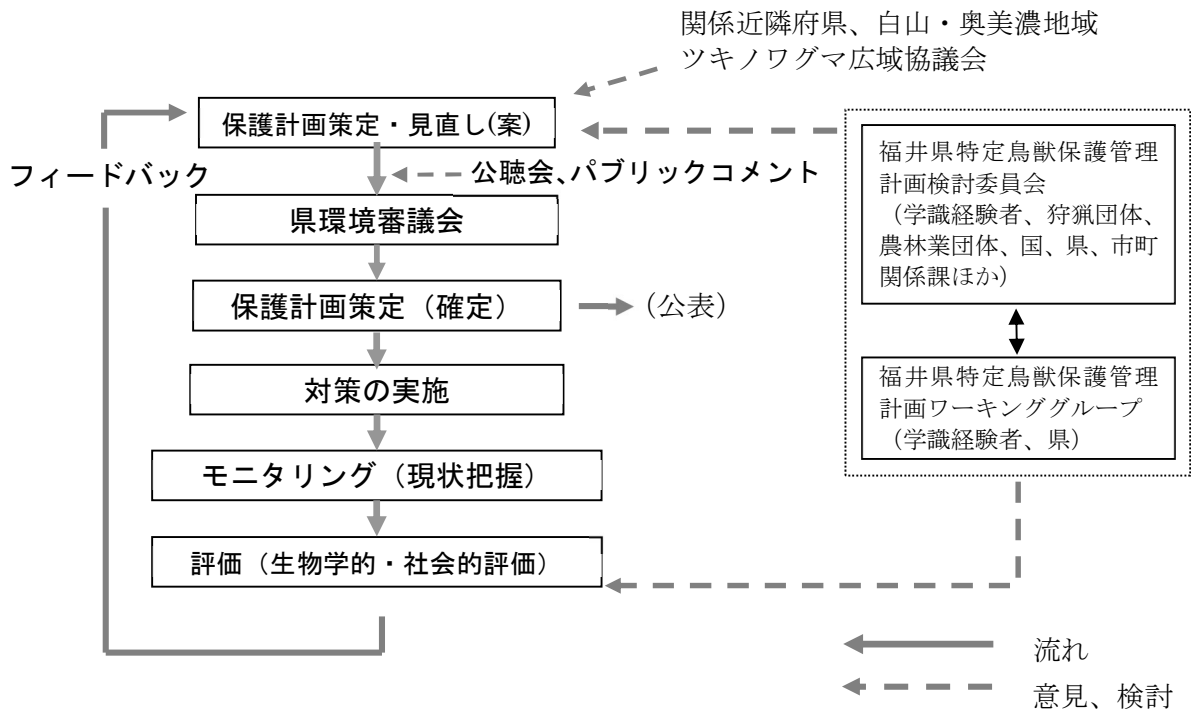 関係近隣府県、白山・奥美濃地域
ツキノワグマ広域協議会
保護計画策定・見直し(案)
フィードバック
公聴会、パブリックコメント
県環境審議会
保護計画策定（確定）
（公表）
対策の実施
モニタリング（現状把握）
評価（生物学的・社会的評価）
福井県特定鳥獣保護管理
計画検討委員会
（学識経験者、狩猟団体、
農林業団体、国、県、市町
関係課ほか）
福井県特定鳥獣保護管理
計画ワーキンググループ
（学識経験者、県）
流れ
意見、検討